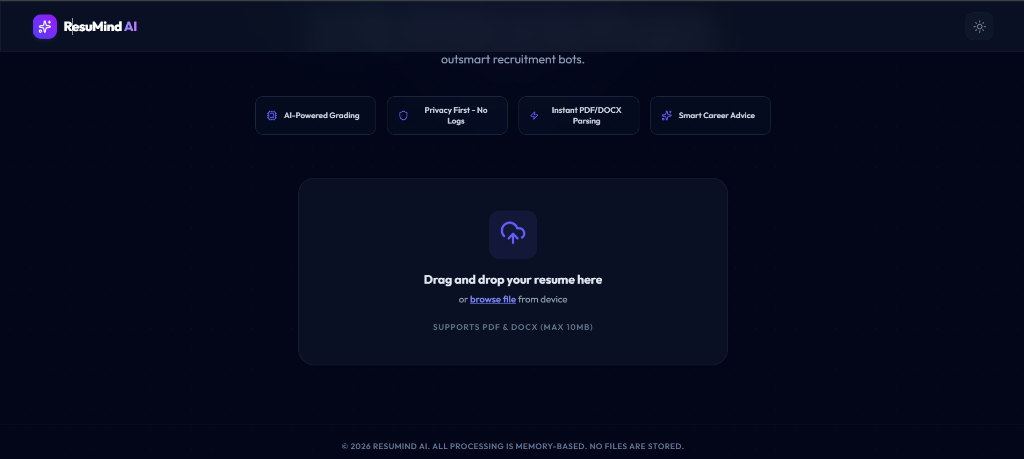 ResuMind AI
outsmart recruitment bots.
AI-Powered Grading
Privacy First - No
Logs
Instant PDF/DOCX
Parsing
Smart Career Advice
Drag and drop your resume here
or browse file from device
SUPPORTS PDF & DOCX (MAX 10MB)
© 2026 RESUMIND AI. ALL PROCESSING IS MEMORY-BASED. NO FILES ARE STORED.